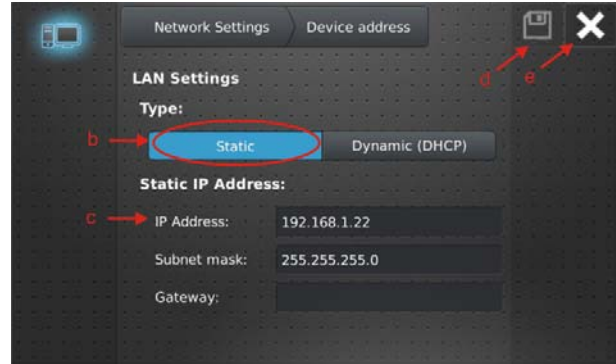 Network Settings Device address
LAN Settings
d e
Type:
b Static Dynamic (DHCP)
Static IP Address:
c IP Address: 192.168.1.22
Subnet mask: 255.255.255.0
Gateway: